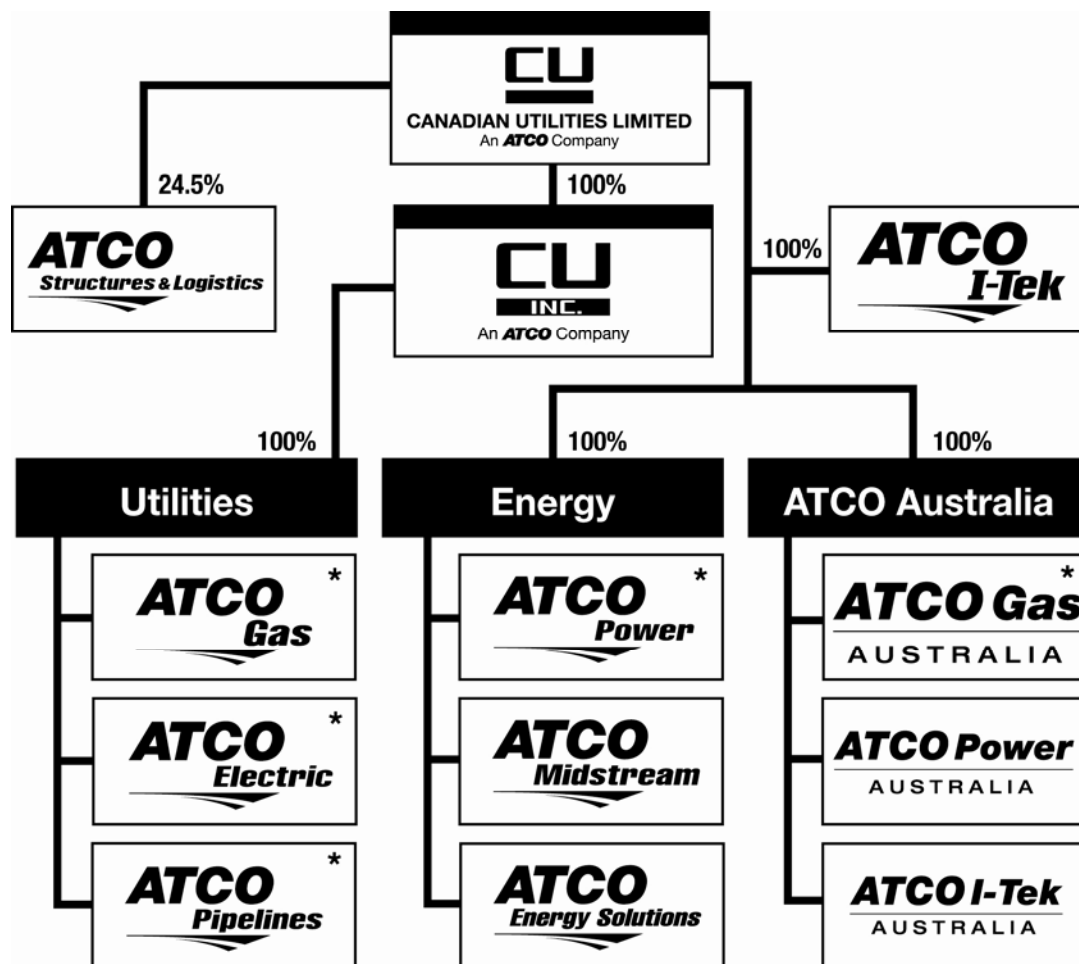 CU
CANADIAN UTILITIES LIMITED
An ATCO Company
24.5%
100%
ATCO
Structures & Logistics
CU
INC.
An ATCO Company
100%
ATCO
I-Tek
100%
100%
100%
Utilities
Energy
ATCO Australia
ATCO *
Gas
ATCO *
Electric
ATCO *
Pipelines
ATCO *
Power
ATCO
Midstream
ATCO
Energy Solutions
*
ATCO Gas
AUSTRALIA
ATCO Power
AUSTRALIA
ATCO I-Tek
AUSTRALIA